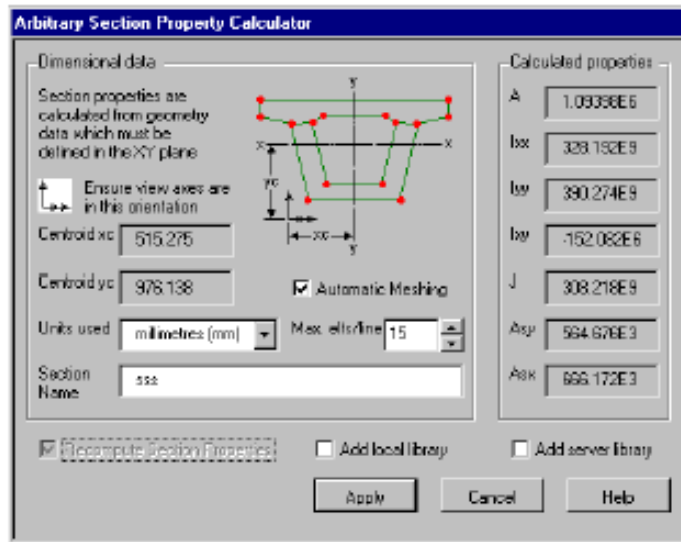 Arbitrary Section Property Calculator
Dimensional data
Section properties are
calculated from geometry
data which must be
defined in the XY plane
Ensure view axes are
in this orientation
y
x
x
yc
xc
y
Centroid xc 515.275
Centroid yc 976.138
Automatic Meshing
Units used millimetres (mm) Max. elts/line 15
Section
Name
Calculated properties
A 1.09398E6
Ixx 328.192E9
Iyy 390.274E9
Ixy -152.082E6
J 308.218E9
Asy 564.676E3
Asx 666.172E3
Recompute Section Properties
Add local library
Add server library
Apply
Cancel
Help